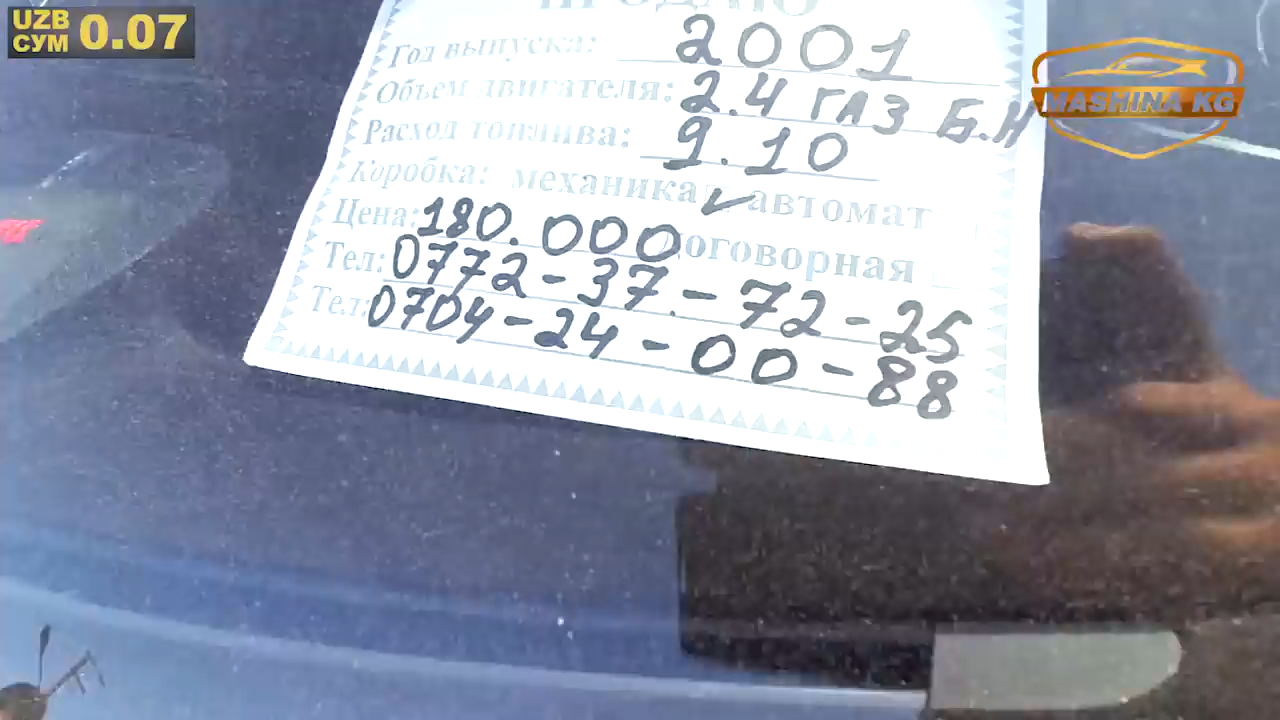 UZB
СУМ 0.07
MASHINA KG
ПРОДАЮ
Год выпуска: 2001
Объем двигателя: 2.4 ГАЗ Б.Н
Расход топлива: 9.10
Коробка: механика ✓ автомат
Цена: 180.000 договорная
Тел: 0772-37-72-25
Тел: 0704-24-00-88